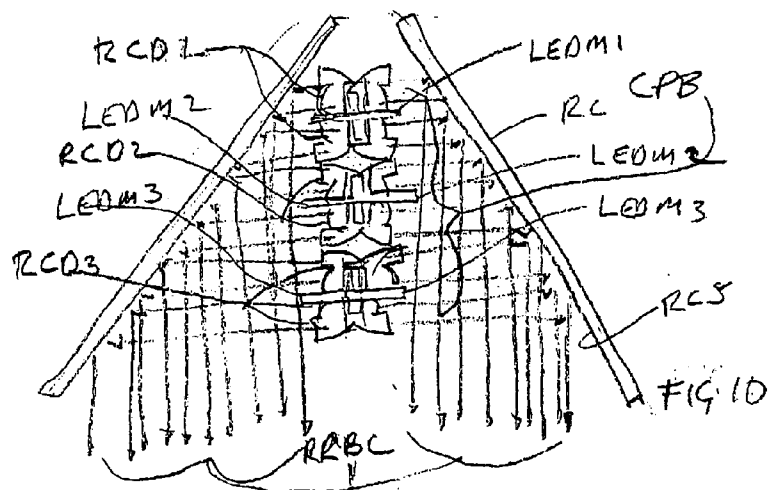 RCD1
LEDM1
LEDM2
RC
CPB
RCD2
LEDM2
LEDM3
LEDM3
RCD3
RCS
FIG 10
RRBC